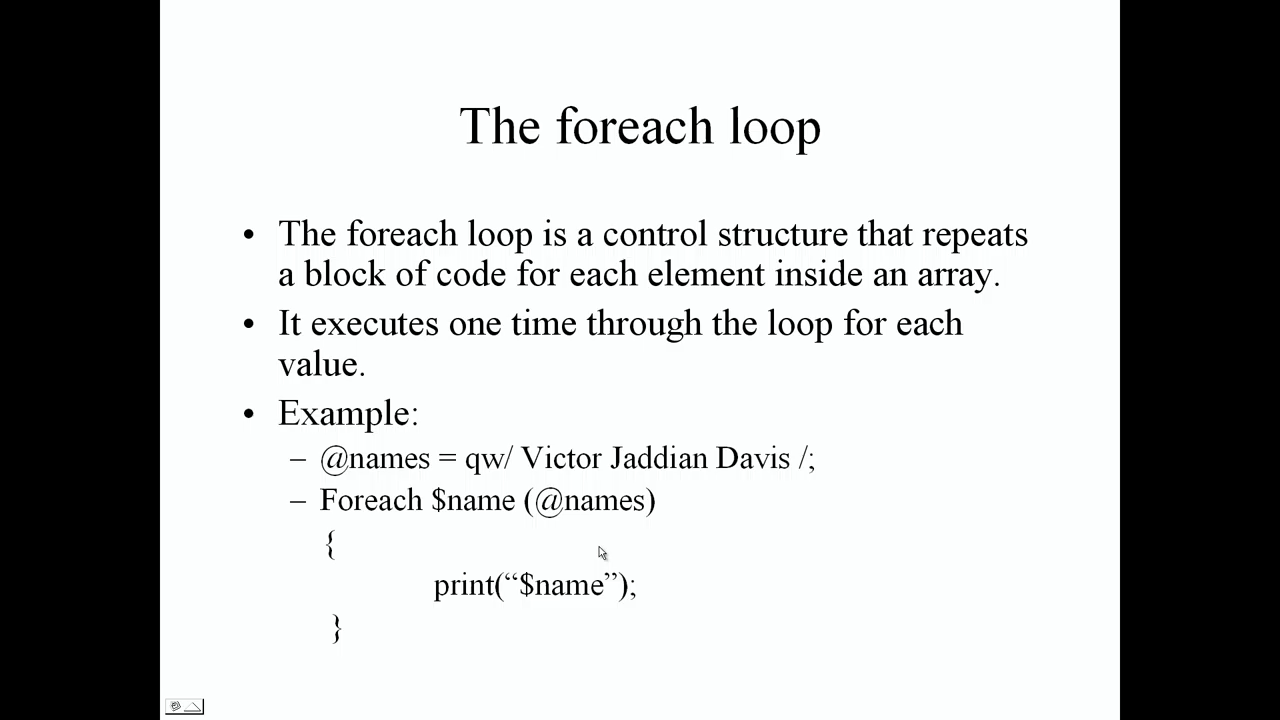 The foreach loop
• The foreach loop is a control structure that repeats
a block of code for each element inside an array.
• It executes one time through the loop for each
value.
• Example:
– @names = qw/ Victor Jaddian Davis /;
– Foreach $name (@names)
{
print(“$name”);
}